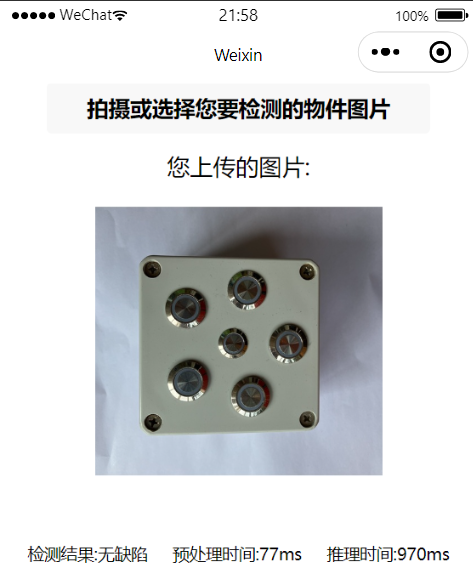 WeChat 21:58 100%
Weixin
拍摄或选择您要检测的物件图片
您上传的图片:
检测结果:无缺陷 预处理时间:77ms 推理时间:970ms